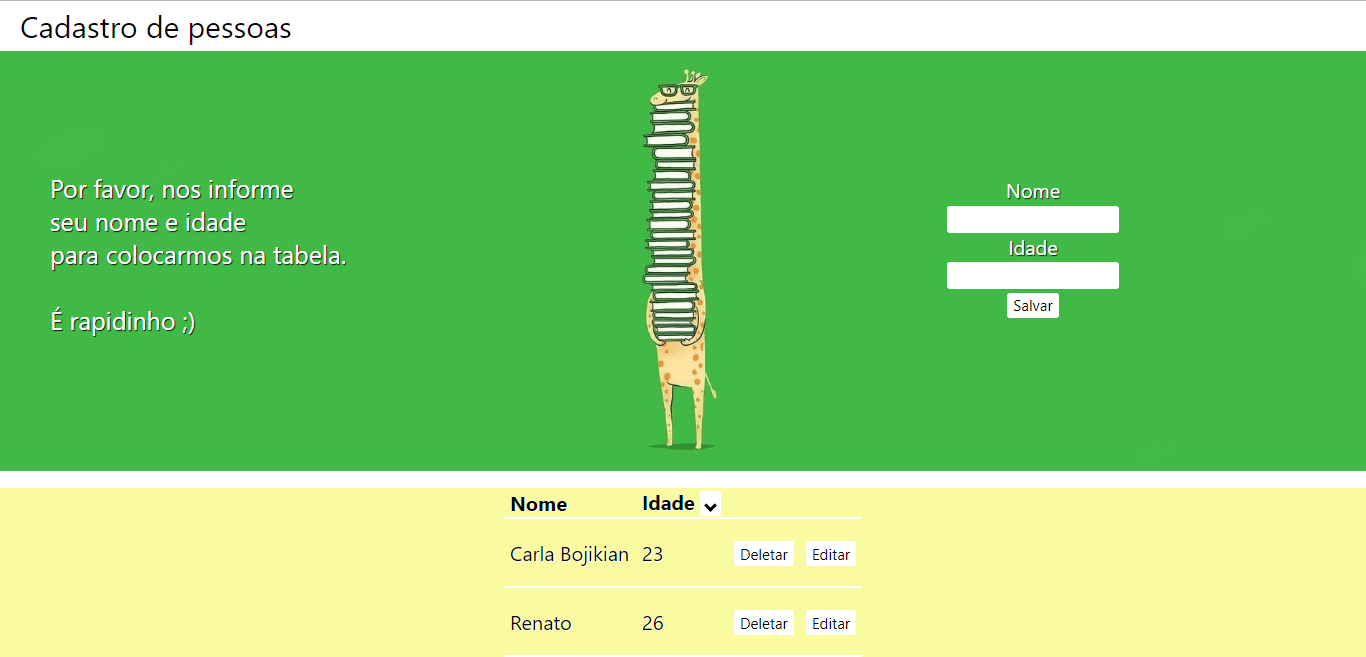 Cadastro de pessoas
Por favor, nos informe
seu nome e idade
para colocarmos na tabela.
É rapidinho ;)
Nome
Idade
Salvar
Nome Idade
Carla Bojikian 23 Deletar Editar
Renato 26 Deletar Editar